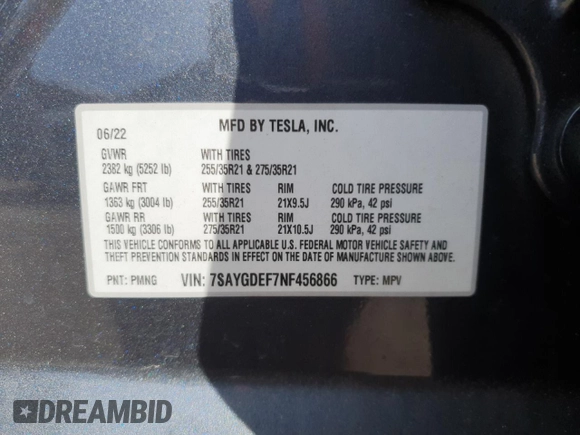 06/22 MFD BY TESLA, INC.
GVWR WITH TIRES
2382 kg (5252 lb) 255/35R21 & 275/35R21
GAWR FRT WITH TIRES RIM COLD TIRE PRESSURE
1363 kg (3004 lb) 255/35R21 21X9.5J 290 kPa, 42 psi
GAWR RR WITH TIRES RIM COLD TIRE PRESSURE
1500 kg (3306 lb) 275/35R21 21X10.5J 290 kPa, 42 psi
THIS VEHICLE CONFORMS TO ALL APPLICABLE U.S. FEDERAL MOTOR VEHICLE SAFETY AND
THEFT PREVENTION STANDARDS IN EFFECT ON THE DATE OF MANUFACTURE SHOWN ABOVE.
PNT: PMNG VIN: 7SAYGDEF7NF456866 TYPE: MPV
DREAMBID